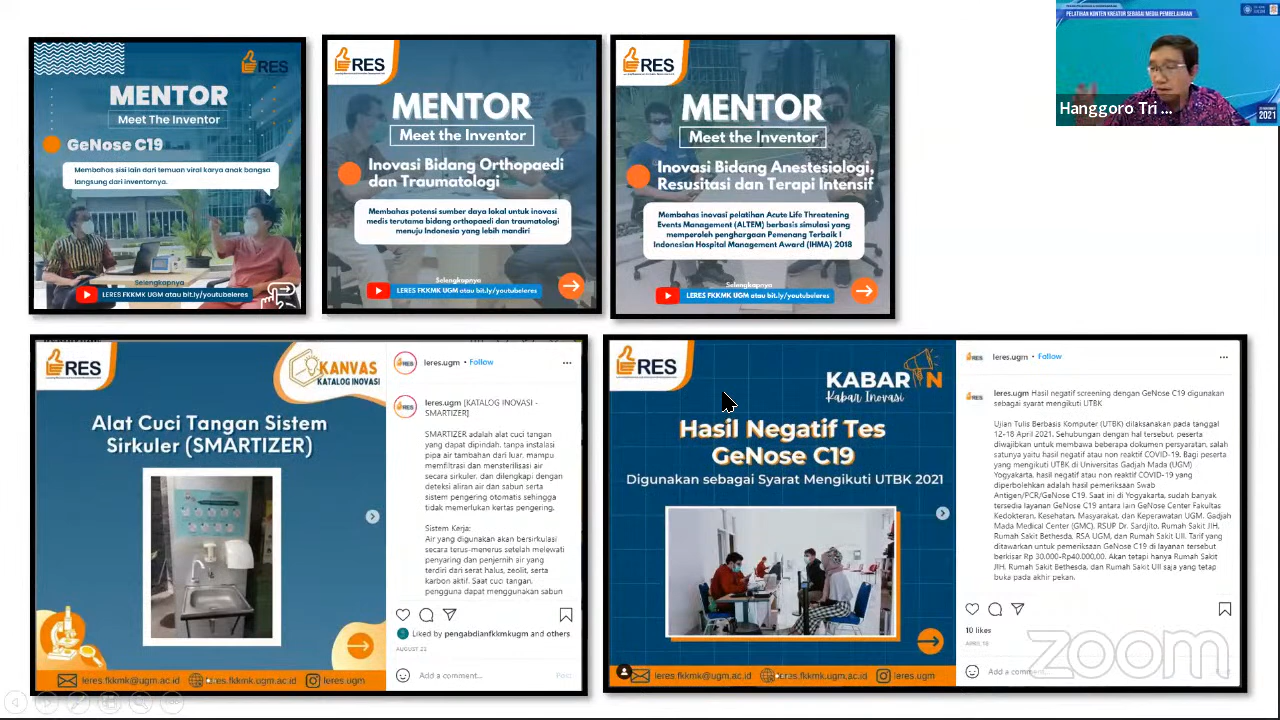 PELATIHAN KONTEN KREATOR SEBAGAI MEDIA PEMBELAJARAN
Hanggoro Tri ...
2021
RES
MENTOR
Meet The Inventor
GeNose C19
Membahas sisi lain dari temuan viral karya anak bangsa
langsung dari inventornya.
Selengkapnya
LERES FKKMK UGM atau bit.ly/youtubeleres
RES
MENTOR
Meet the Inventor
Inovasi Bidang Orthopaedi
dan Traumatologi
Membahas potensi sumber daya lokal untuk inovasi
medis terutama bidang orthopaedi dan traumatologi
menuju Indonesia yang lebih mandiri
Selengkapnya
LERES FKKMK UGM atau bit.ly/youtubeleres
RES
MENTOR
Meet the Inventor
Inovasi Bidang Anestesiologi,
Resusitasi dan Terapi Intensif
Membahas inovasi pelatihan Acute Life Threatening
Events Management (ALTEM) berbasis simulasi yang
memperoleh penghargaan Pemenang Terbaik I
Indonesian Hospital Management Award (IHMA) 2018
Selengkapnya
LERES FKKMK UGM atau bit.ly/youtubeleres
RES
KANVAS
KATALOG INOVASI
Alat Cuci Tangan Sistem
Sirkuler (SMARTIZER)
leres.fkkmk@ugm.ac.id
leres.fkkmk.ugm.ac.id
leres.ugm
leres.ugm • Follow
leres.ugm [KATALOG INOVASI -
SMARTIZER]
SMARTIZER adalah alat cuci tangan
yang dapat dipindah, tanpa instalasi
pipa air tambahan dari luar, mampu
memfiltrasi dan mensterilisasi air
secara sirkuler, dan dilengkapi dengan
deteksi aliran air dan sabun serta
sistem pengering otomatis sehingga
tidak memerlukan kertas pengering.
Sistem Kerja:
Air yang digunakan akan bersirkulasi
secara terus-menerus setelah melewati
penyaring dan penjernih air yang
terdiri dari serat halus, zeolit, serta
karbon aktif. Saat cuci tangan,
pengguna dapat menggunakan sabun
Liked by pengabdianfkkmkugm and others
AUGUST 23
Add a comment...
Post
RES
KABAR IN
Kabar Inovasi
Hasil Negatif Tes
GeNose C19
Digunakan sebagai Syarat Mengikuti UTBK 2021
leres.fkkmk@ugm.ac.id
leres.fkkmk.ugm.ac.id
leres.ugm
leres.ugm • Follow
leres.ugm Hasil negatif screening dengan GeNose C19 digunakan
sebagai syarat mengikuti UTBK
Ujian Tulis Berbasis Komputer (UTBK) dilaksanakan pada tanggal
12-18 April 2021. Sehubungan dengan hal tersebut, peserta
diwajibkan untuk membawa beberapa dokumen persyaratan, salah
satunya yaitu hasil negatif atau non reaktif COVID-19. Bagi peserta
yang mengikuti UTBK di Universitas Gadjah Mada (UGM)
Yogyakarta, hasil negatif atau non reaktif COVID-19 yang
diperbolehkan adalah hasil pemeriksaan Swab
Antigen/PCR/GeNose C19. Saat ini di Yogyakarta, sudah banyak
tersedia layanan GeNose C19 antara lain GeNose Center Fakultas
Kedokteran, Kesehatan, Masyarakat, dan Keperawatan UGM, Gadjah
Mada Medical Center (GMC), RSUP Dr. Sardjito, Rumah Sakit JIH,
Rumah Sakit Bethesda, RSA UGM, dan Rumah Sakit UII. Tarif yang
ditawarkan untuk pemeriksaan GeNose C19 di layanan tersebut
berkisar Rp 30.000-Rp40.000,00. Akan tetapi hanya Rumah Sakit
JIH, Rumah Sakit Bethesda, dan Rumah Sakit UII saja yang tetap
buka pada akhir pekan.
10 likes
APRIL 10
Add a comment...
zoom